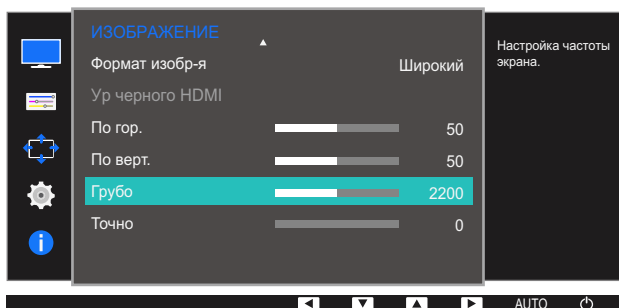 ИЗОБРАЖЕНИЕ
Формат изобр-я Широкий
Ур черного HDMI
По гор. 50
По верт. 50
Грубо 2200
Точно 0
Настройка частоты
экрана.
AUTO